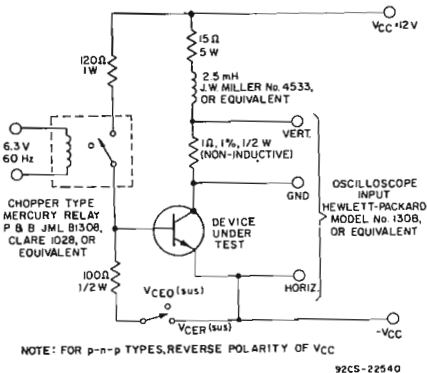 VCC=12V
15Ω
5W
120Ω
1W
2.5 mH
J.W. MILLER No. 4533,
OR EQUIVALENT
VERT.
1Ω, 1%, 1/2 W
(NON-INDUCTIVE)
6.3 V
60 Hz
GND
OSCILLOSCOPE
INPUT
HEWLETT-PACKARD
MODEL No. 130B,
OR EQUIVALENT
CHOPPER TYPE
MERCURY RELAY
P & B JML B130B,
CLARE 1028, OR
EQUIVALENT
DEVICE
UNDER
TEST
100Ω
1/2 W
HORIZ.
VCEO (sus)
VCER (sus)
-VCC
NOTE: FOR p-n-p TYPES, REVERSE POLARITY OF VCC
92CS-22540